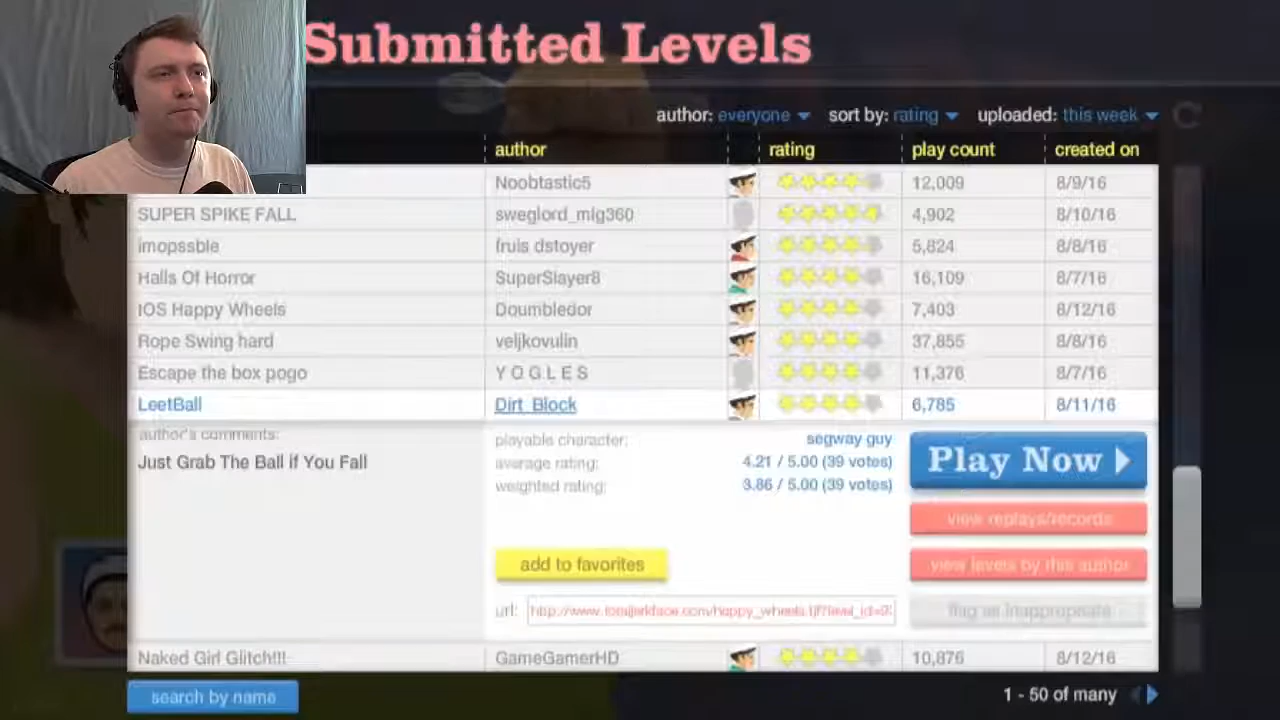 Submitted Levels
author: everyone sort by: rating uploaded: this week
author rating play count created on
Noobtastic5 12,009 8/9/16
SUPER SPIKE FALL sweglord_mlg360 4,902 8/10/16
imopssble fruis dstoyer 5,824 8/8/16
Halls Of Horror SuperSlayer8 16,109 8/7/16
IOS Happy Wheels Doumbledor 7,403 8/12/16
Rope Swing hard veljkovulin 37,855 8/8/16
Escape the box pogo Y O G L E S 11,376 8/7/16
LeetBall Dirt_Block 6,785 8/11/16
author's comments:
Just Grab The Ball if You Fall
playable character: segway guy
average rating: 4.21 / 5.00 (39 votes)
weighted rating: 3.86 / 5.00 (39 votes)
Play Now
view replays/records
add to favorites
view levels by this author
url: http://www.totaljerkface.com/happy_wheels.tjf?level_id=
flag as inappropriate
Naked Girl Glitch!!! GameGamerHD 10,876 8/12/16
search by name
1 - 50 of many